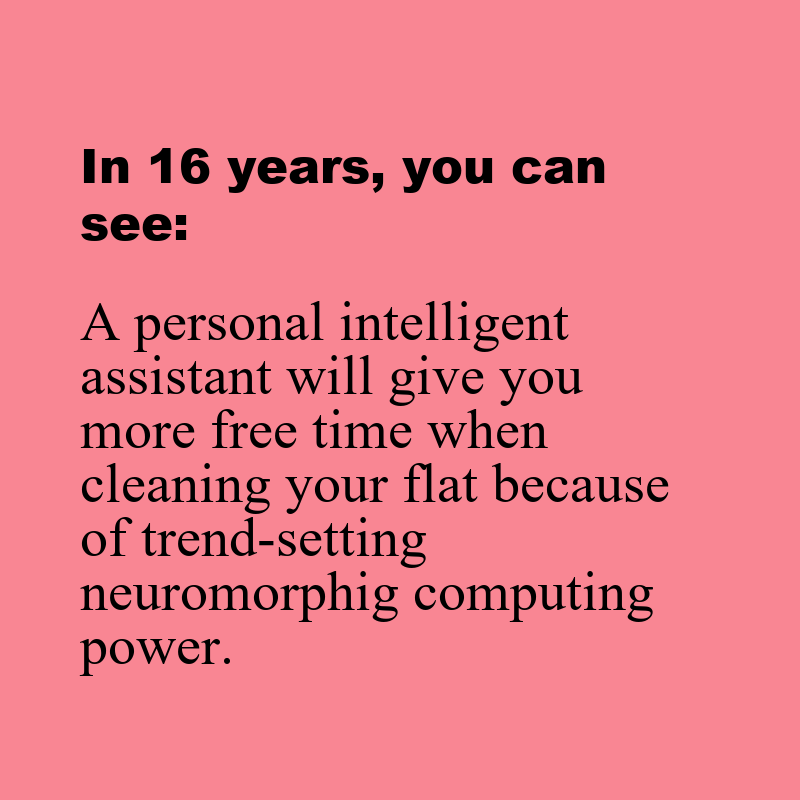 In 16 years, you can
see:
A personal intelligent
assistant will give you
more free time when
cleaning your flat because
of trend-setting
neuromorphig computing
power.